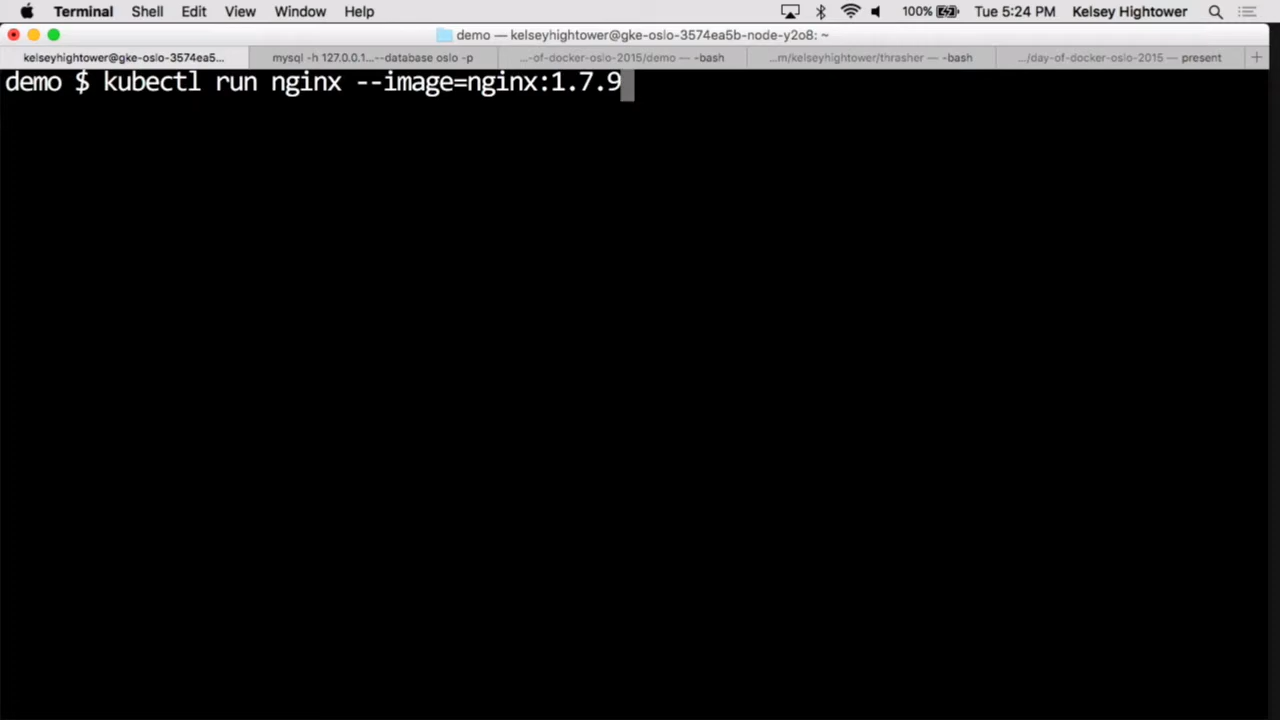 Terminal Shell Edit View Window Help 100% Tue 5:24 PM Kelsey Hightower
demo — kelseyhightower@gke-oslo-3574ea5b-node-y2o8: ~
kelseyhightower@gke-oslo-3574ea5... mysql -h 127.0.0.1...--database oslo -p ...-of-docker-oslo-2015/demo — -bash ...m/kelseyhightower/thrasher — -bash .../day-of-docker-oslo-2015 — present +
demo $ kubectl run nginx --image=nginx:1.7.9